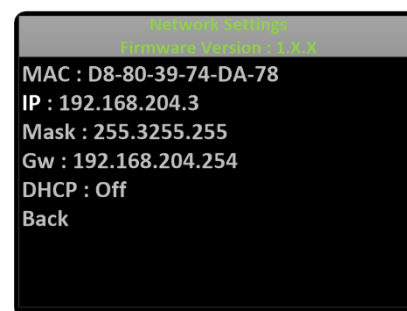 Network Settings
Firmware Version : 1.X.X
MAC : D8-80-39-74-DA-78
IP : 192.168.204.3
Mask : 255.3255.255
Gw : 192.168.204.254
DHCP : Off
Back